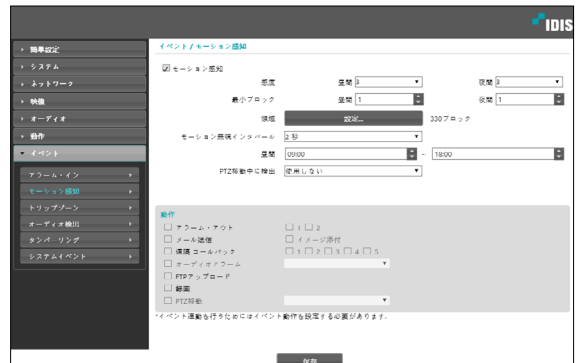 IDIS
簡単設定
システム
ネットワーク
映像
オーディオ
動作
イベント
アラーム・イン
モーション感知
トリップゾーン
オーディオ検出
タンパーリング
システムイベント
イベント / モーション感知
モーション感知
感度 昼間 3 夜間 3
最小ブロック 昼間 1 夜間 1
領域 設定... 330ブロック
モーション無視インターバル 2 秒
昼間 09:00 ~ 18:00
PTZ移動中に検出 使用しない
動作
アラーム・アウト 1 2
メール送信 イメージ添付
遠隔 コールバック 1 2 3 4 5
オーディオアラーム
FTPアップロード
録画
PTZ移動
*イベント連動を行うためにはイベント動作を設定する必要があります.
保存